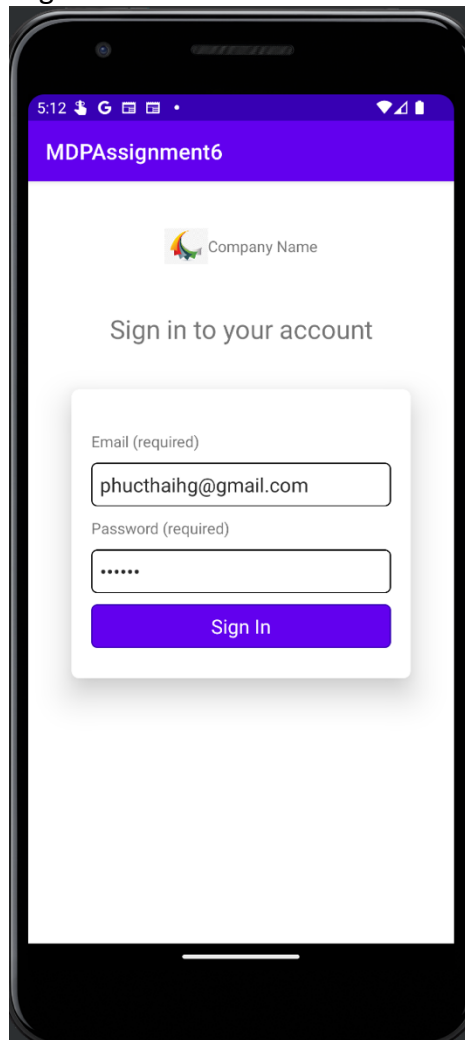 5:12
MDPAssignment6
Company Name
Sign in to your account
Email (required)
phucthaihg@gmail.com
Password (required)
••••••
Sign In